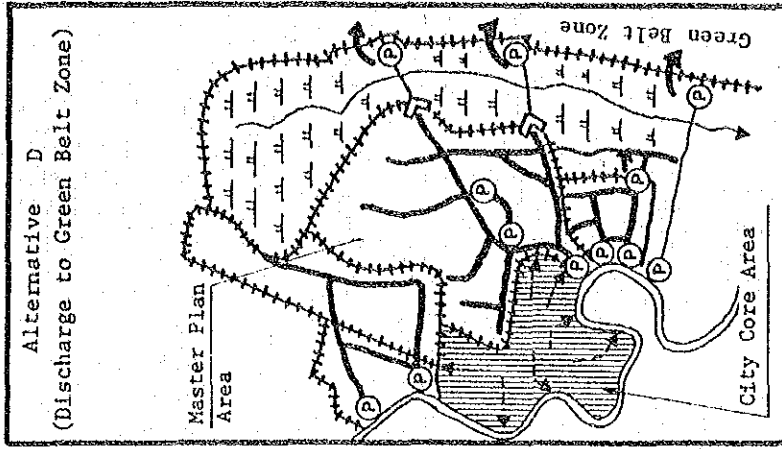 Alternative D
(Discharge to Green Belt Zone)
Master Plan
Area
Green Belt Zone
City Core Area
P
P
P
P
P
P
P
P
P
P
P
P